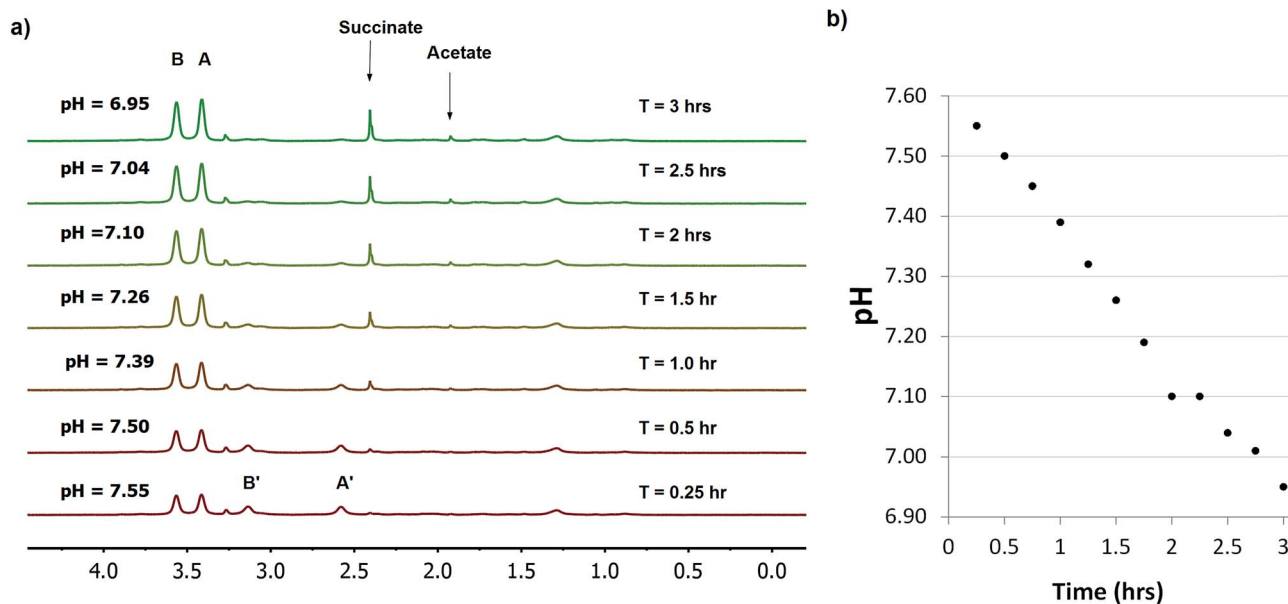 a)
Succinate
Acetate
B A
pH = 6.95
T = 3 hrs
pH = 7.04
T = 2.5 hrs
pH =7.10
T = 2 hrs
pH = 7.26
T = 1.5 hr
pH = 7.39
T = 1.0 hr
pH = 7.50
T = 0.5 hr
pH = 7.55
B' A'
T = 0.25 hr
4.0 3.5 3.0 2.5 2.0 1.5 1.0 0.5 0.0
b)
7.60
7.50
7.40
7.30
7.20
7.10
7.00
6.90
pH
0 0.5 1 1.5 2 2.5 3
Time (hrs)